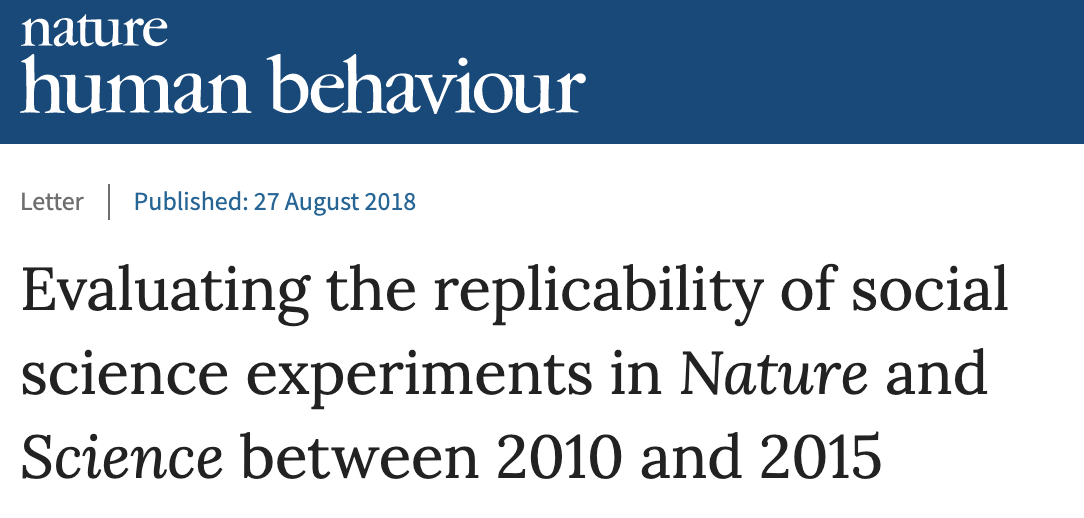 nature
human behaviour
Letter | Published: 27 August 2018
Evaluating the replicability of social
science experiments in Nature and
Science between 2010 and 2015